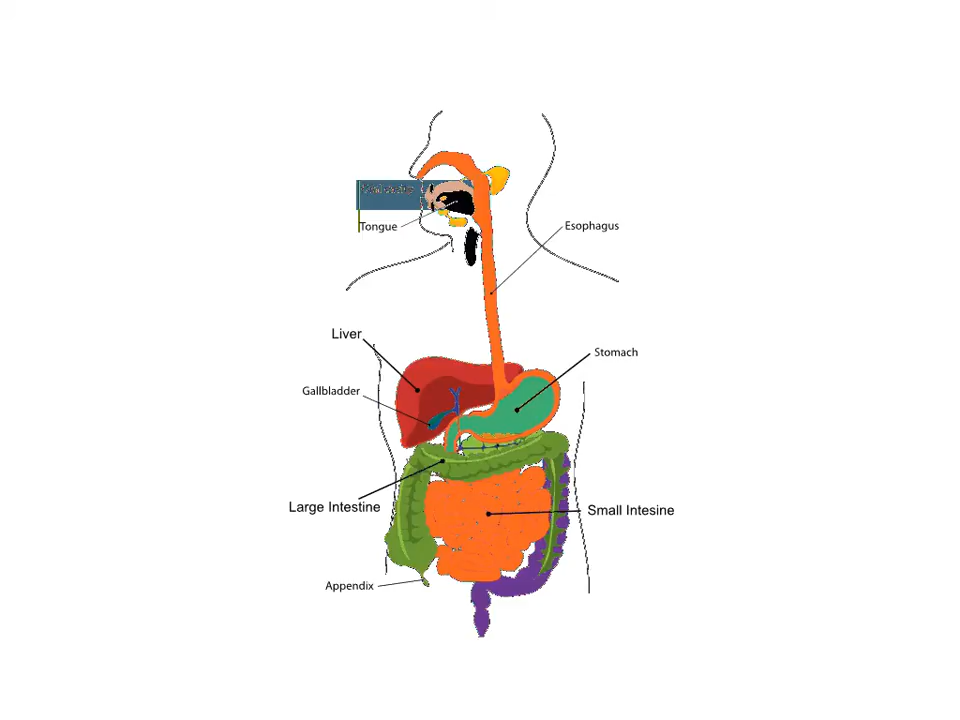 Tongue
Esophagus
Liver
Stomach
Gallbladder
Large Intestine
Small Intesine
Appendix